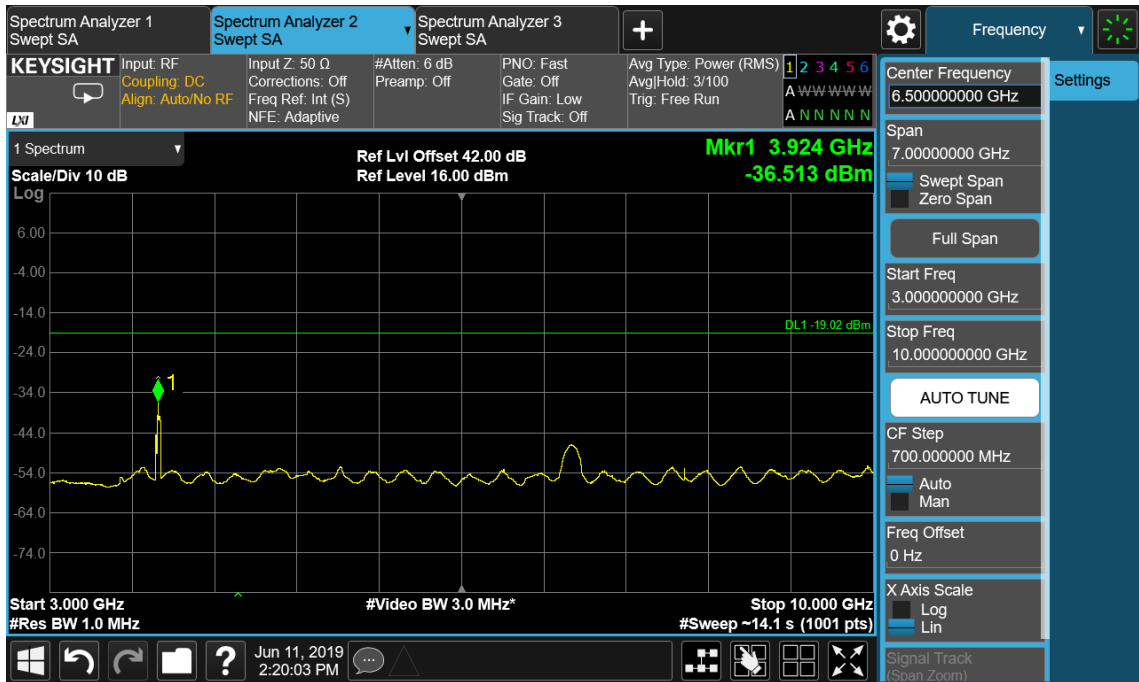 Spectrum Analyzer 1
Swept SA
Spectrum Analyzer 2
Swept SA
Spectrum Analyzer 3
Swept SA
Frequency
KEYSIGHT
LXI
Input: RF
Coupling: DC
Align: Auto/No RF
Input Z: 50 Ω
Corrections: Off
Freq Ref: Int (S)
NFE: Adaptive
#Atten: 6 dB
Preamp: Off
PNO: Fast
Gate: Off
IF Gain: Low
Sig Track: Off
Avg Type: Power (RMS)
Avg|Hold: 3/100
Trig: Free Run
1 2 3 4 5 6
A W W W W W
A N N N N N
1 Spectrum
Scale/Div 10 dB
Log
Ref Lvl Offset 42.00 dB
Ref Level 16.00 dBm
Mkr1 3.924 GHz
-36.513 dBm
6.00
-4.00
-14.0
DL1 -19.02 dBm
-24.0
1
-34.0
-44.0
-54.0
-64.0
-74.0
Start 3.000 GHz
#Res BW 1.0 MHz
#Video BW 3.0 MHz*
Stop 10.000 GHz
#Sweep ~14.1 s (1001 pts)
Jun 11, 2019
2:20:03 PM
Center Frequency
6.500000000 GHz
Settings
Span
7.00000000 GHz
Swept Span
Zero Span
Full Span
Start Freq
3.000000000 GHz
Stop Freq
10.000000000 GHz
AUTO TUNE
CF Step
700.000000 MHz
Auto
Man
Freq Offset
0 Hz
X Axis Scale
Log
Lin
Signal Track
(Span Zoom)